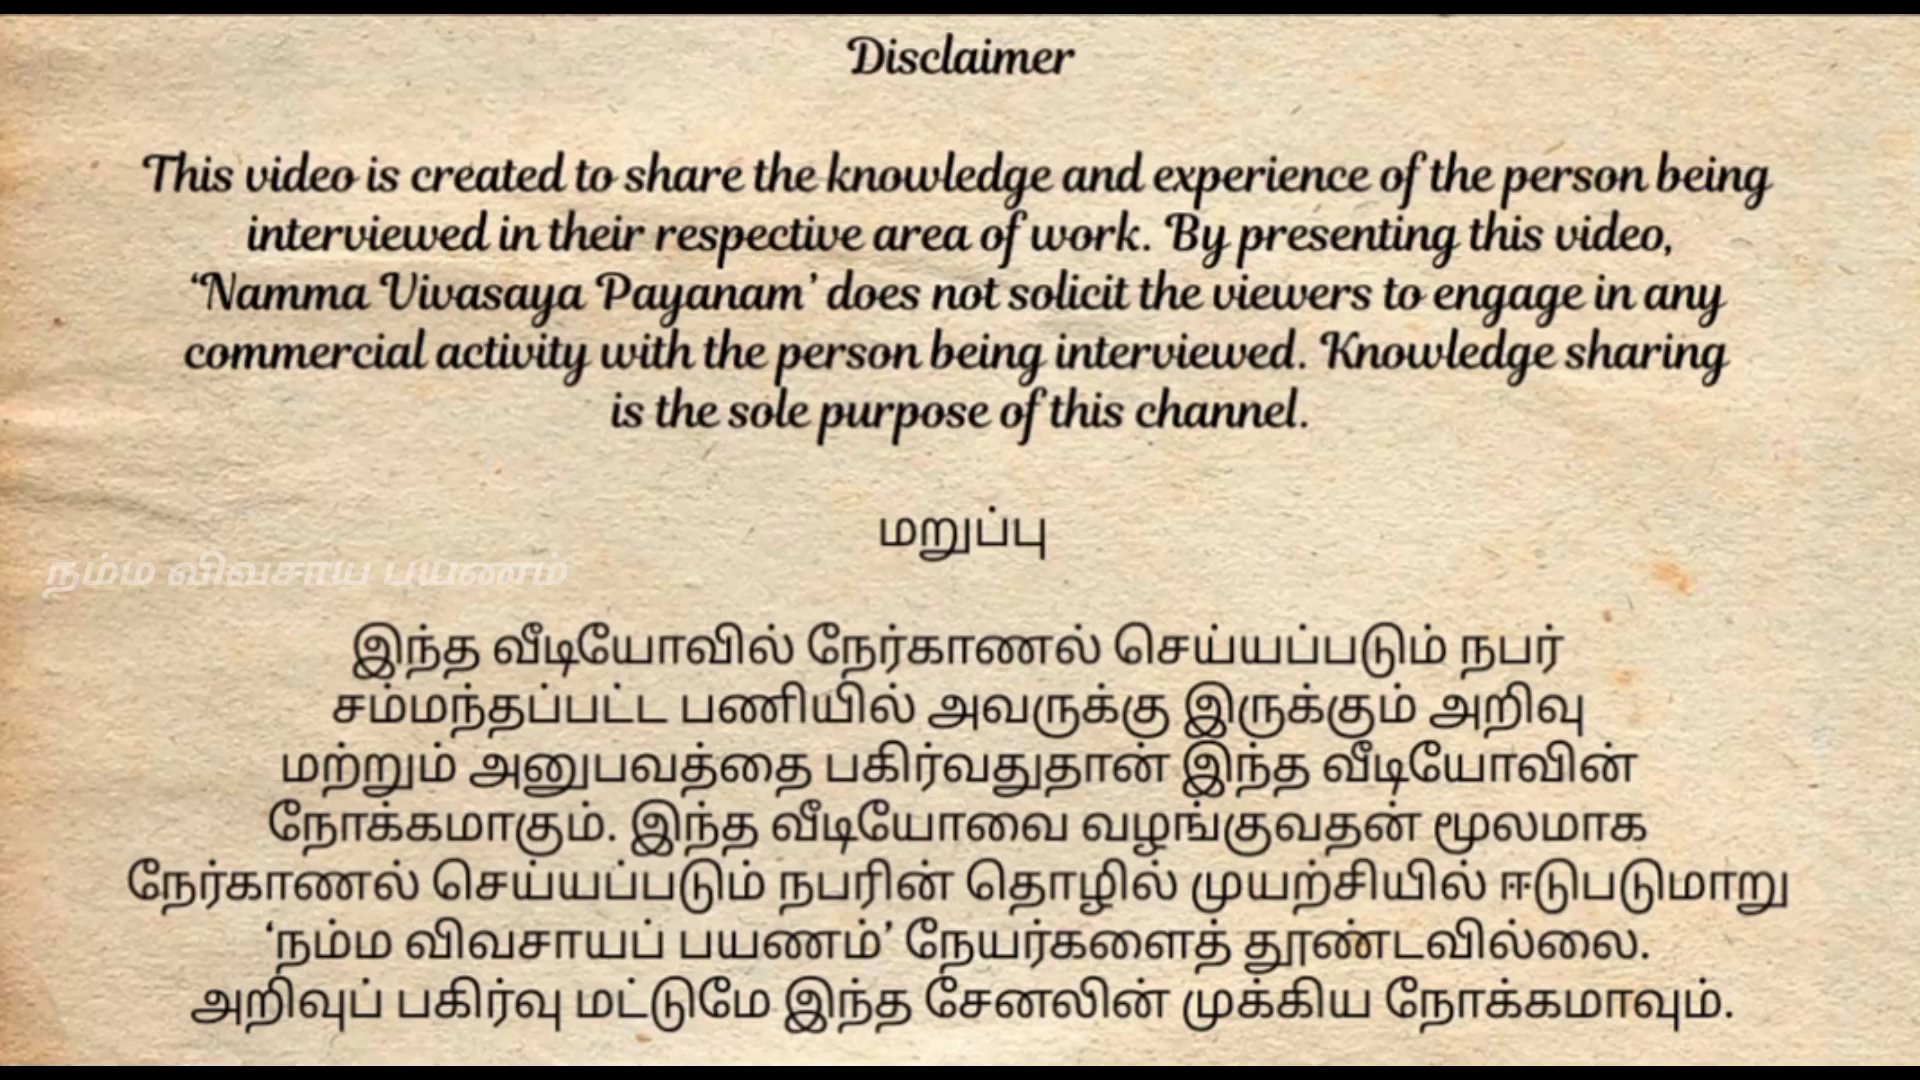 Disclaimer
This video is created to share the knowledge and experience of the person being
interviewed in their respective area of work. By presenting this video,
‘Namma Vivasaya Payanam’ does not solicit the viewers to engage in any
commercial activity with the person being interviewed. Knowledge sharing
is the sole purpose of this channel.
மறுப்பு
நம்ம விவசாய பயணம்
இந்த வீடியோவில் நேர்காணல் செய்யப்படும் நபர்
சம்மந்தப்பட்ட பணியில் அவருக்கு இருக்கும் அறிவு
மற்றும் அனுபவத்தை பகிர்வதுதான் இந்த வீடியோவின்
நோக்கமாகும். இந்த வீடியோவை வழங்குவதன் மூலமாக
நேர்காணல் செய்யப்படும் நபரின் தொழில் முயற்சியில் ஈடுபடுமாறு
‘நம்ம விவசாயப் பயணம்’ நேயர்களைத் தூண்டவில்லை.
அறிவுப் பகிர்வு மட்டுமே இந்த சேனலின் முக்கிய நோக்கமாவும்.